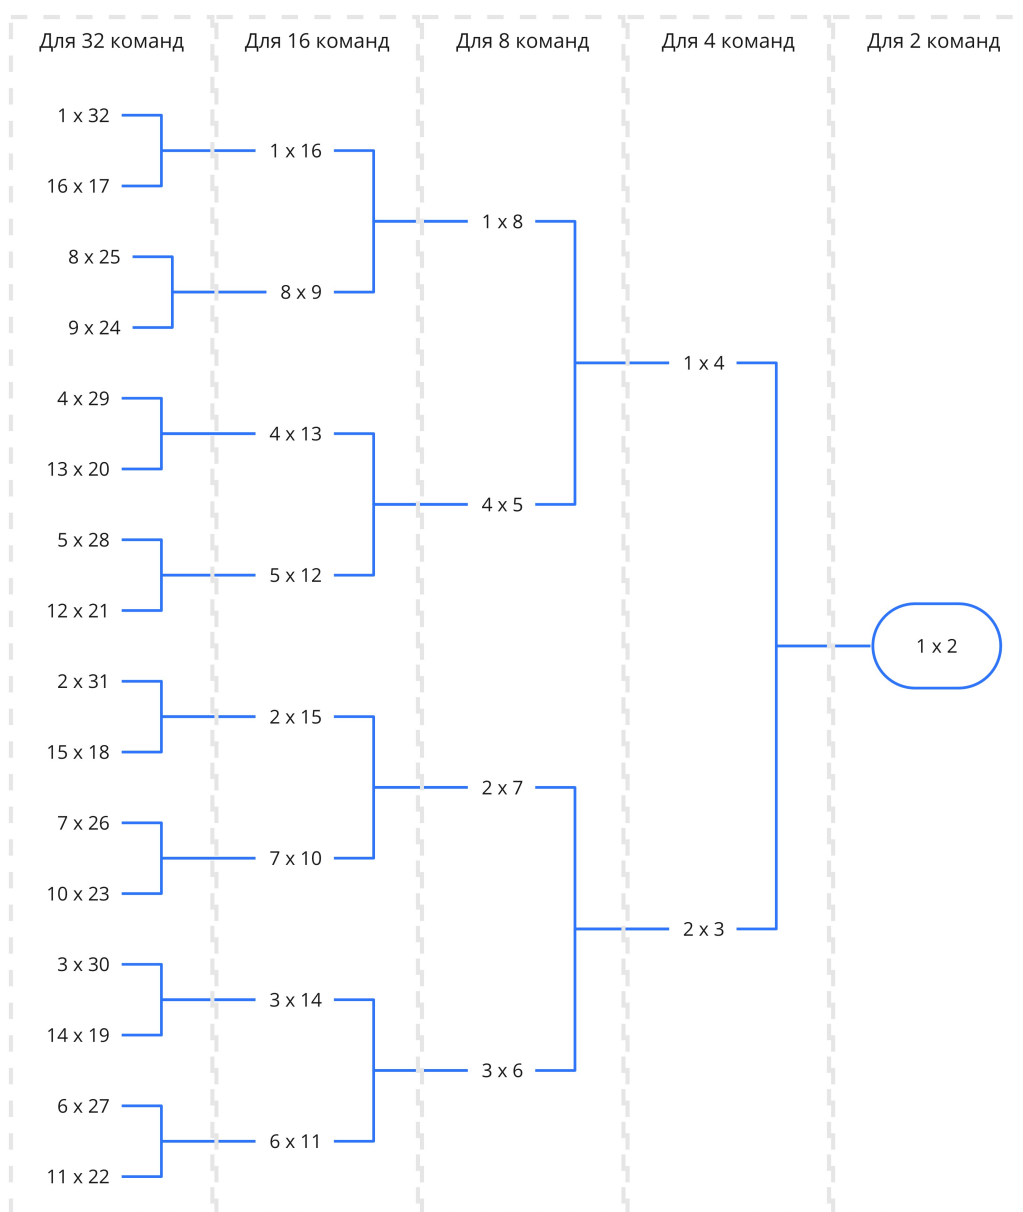 Для 32 команд
Для 16 команд
Для 8 команд
Для 4 команд
Для 2 команд
1 x 32
16 x 17
8 x 25
9 x 24
4 x 29
13 x 20
5 x 28
12 x 21
2 x 31
15 x 18
7 x 26
10 x 23
3 x 30
14 x 19
6 x 27
11 x 22
1 x 16
8 x 9
4 x 13
5 x 12
2 x 15
7 x 10
3 x 14
6 x 11
1 x 8
4 x 5
2 x 7
3 x 6
1 x 4
2 x 3
1 x 2